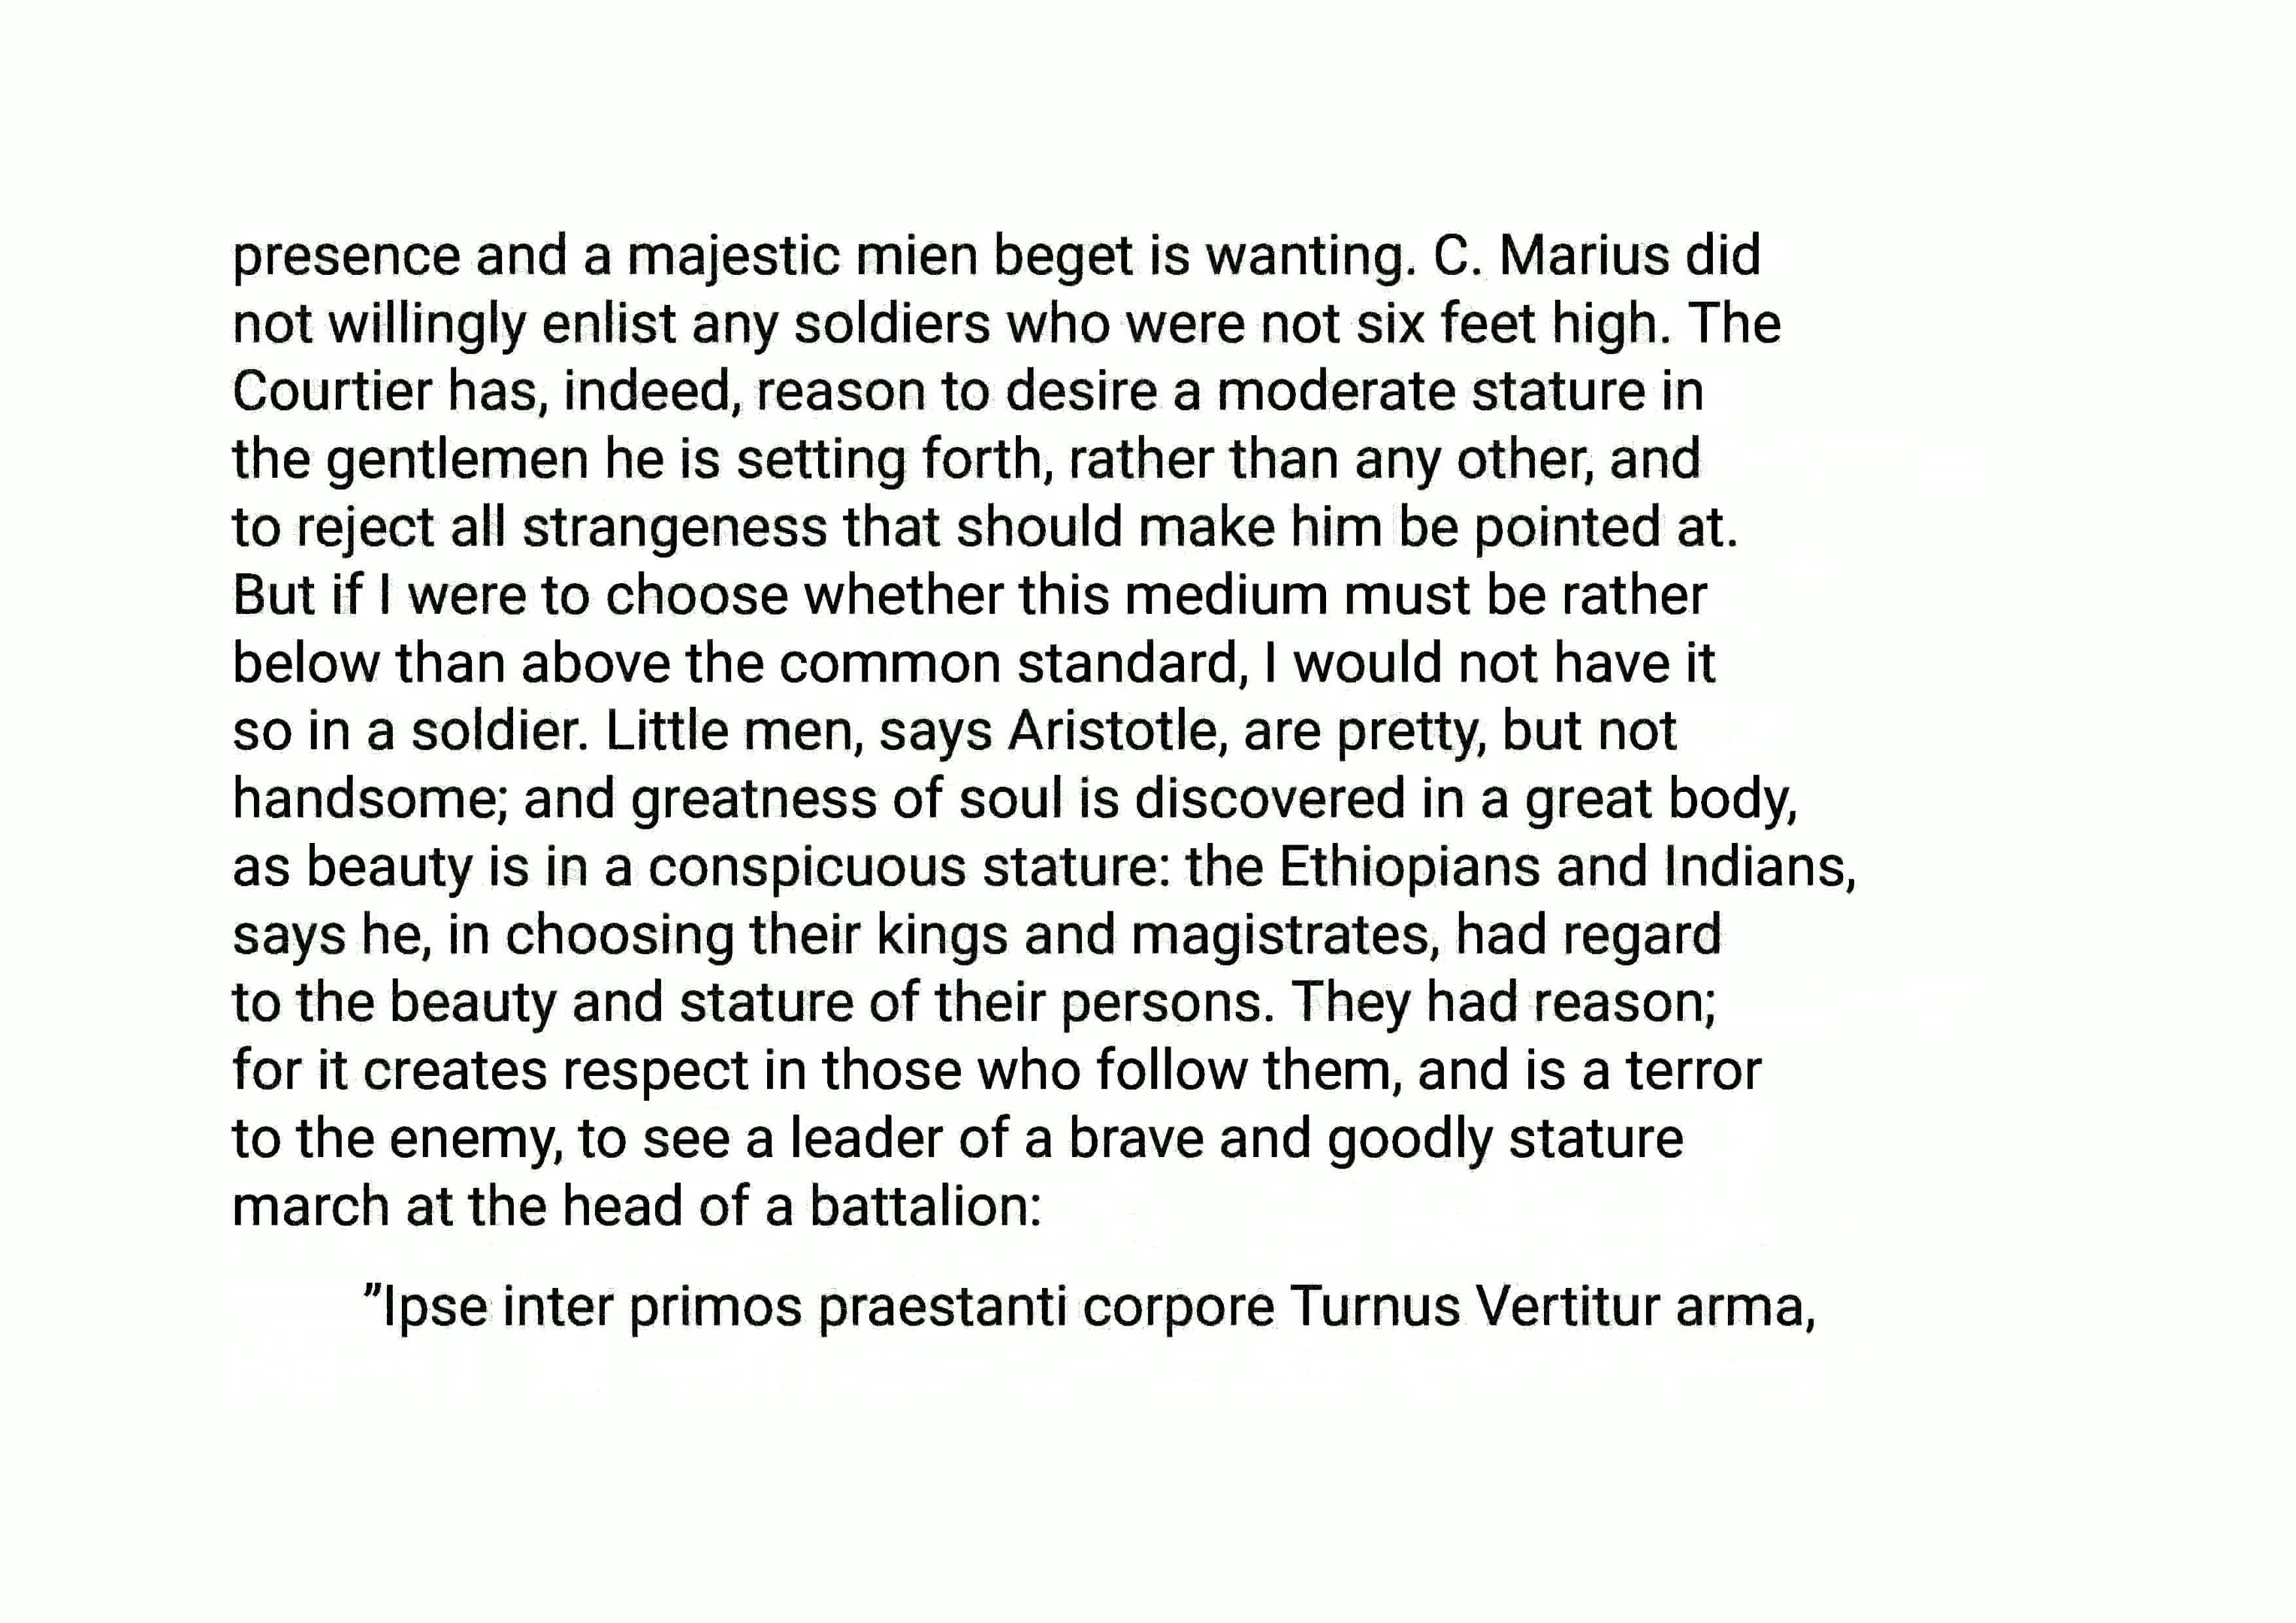 presence and a majestic mien beget is wanting. C. Marius did
not willingly enlist any soldiers who were not six feet high. The
Courtier has, indeed, reason to desire a moderate stature in
the gentlemen he is setting forth, rather than any other, and
to reject all strangeness that should make him be pointed at.
But if I were to choose whether this medium must be rather
below than above the common standard, I would not have it
so in a soldier. Little men, says Aristotle, are pretty, but not
handsome; and greatness of soul is discovered in a great body,
as beauty is in a conspicuous stature: the Ethiopians and Indians,
says he, in choosing their kings and magistrates, had regard
to the beauty and stature of their persons. They had reason;
for it creates respect in those who follow them, and is a terror
to the enemy, to see a leader of a brave and goodly stature
march at the head of a battalion:
”Ipse inter primos praestanti corpore Turnus Vertitur arma,